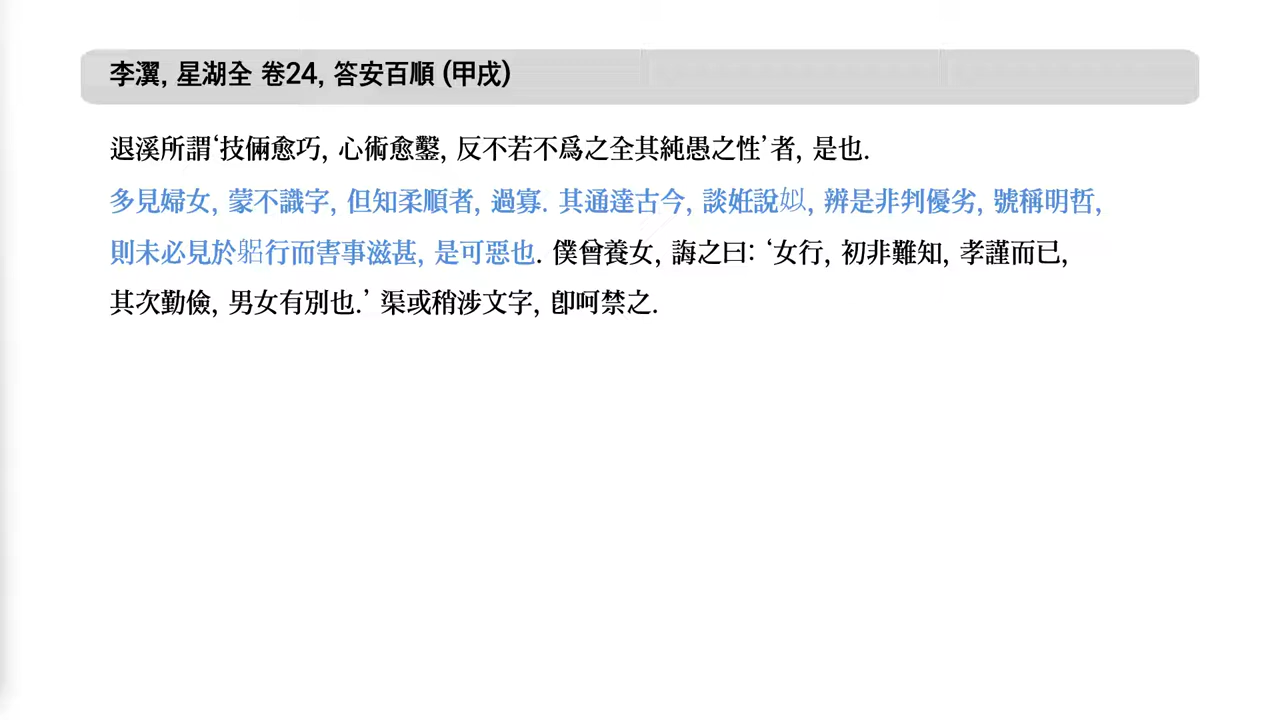 李瀷, 星湖全 卷24, 答安百順 (甲戌)
退溪所謂‘技倆愈巧, 心術愈鑿, 反不若不爲之全其純愚之性’者, 是也.
多見婦女, 蒙不識字, 但知柔順者, 過寡. 其通達古今, 談妊說姒, 辨是非判優劣, 號稱明哲,
則未必見於躳行而害事滋甚, 是可惡也. 僕曾養女, 誨之曰: ‘女行, 初非難知, 孝謹而已,
其次勤儉, 男女有別也.’ 渠或稍涉文字, 卽呵禁之.